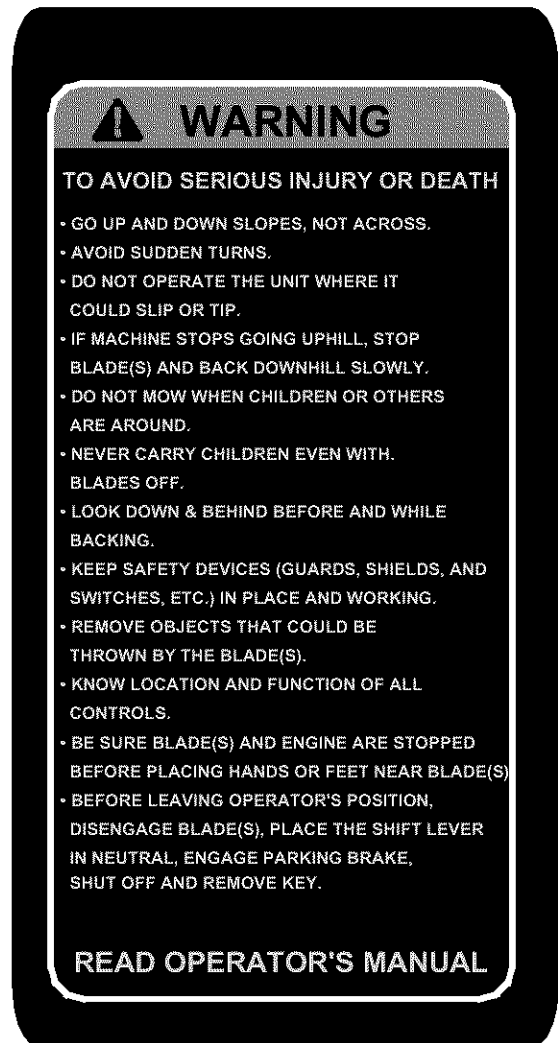 WARNING
TO AVOID SERIOUS INJURY OR DEATH
• GO UP AND DOWN SLOPES, NOT ACROSS.
• AVOID SUDDEN TURNS.
• DO NOT OPERATE THE UNIT WHERE IT
COULD SLIP OR TIP.
• IF MACHINE STOPS GOING UPHILL, STOP
BLADE(S) AND BACK DOWNHILL SLOWLY.
• DO NOT MOW WHEN CHILDREN OR OTHERS
ARE AROUND.
• NEVER CARRY CHILDREN EVEN WITH.
BLADES OFF.
• LOOK DOWN & BEHIND BEFORE AND WHILE
BACKING.
• KEEP SAFETY DEVICES (GUARDS, SHIELDS, AND
SWITCHES, ETC.) IN PLACE AND WORKING.
• REMOVE OBJECTS THAT COULD BE
THROWN BY THE BLADE(S).
• KNOW LOCATION AND FUNCTION OF ALL
CONTROLS.
• BE SURE BLADE(S) AND ENGINE ARE STOPPED
BEFORE PLACING HANDS OR FEET NEAR BLADE(S)
• BEFORE LEAVING OPERATOR'S POSITION,
DISENGAGE BLADE(S), PLACE THE SHIFT LEVER
IN NEUTRAL, ENGAGE PARKING BRAKE,
SHUT OFF AND REMOVE KEY.
READ OPERATOR'S MANUAL